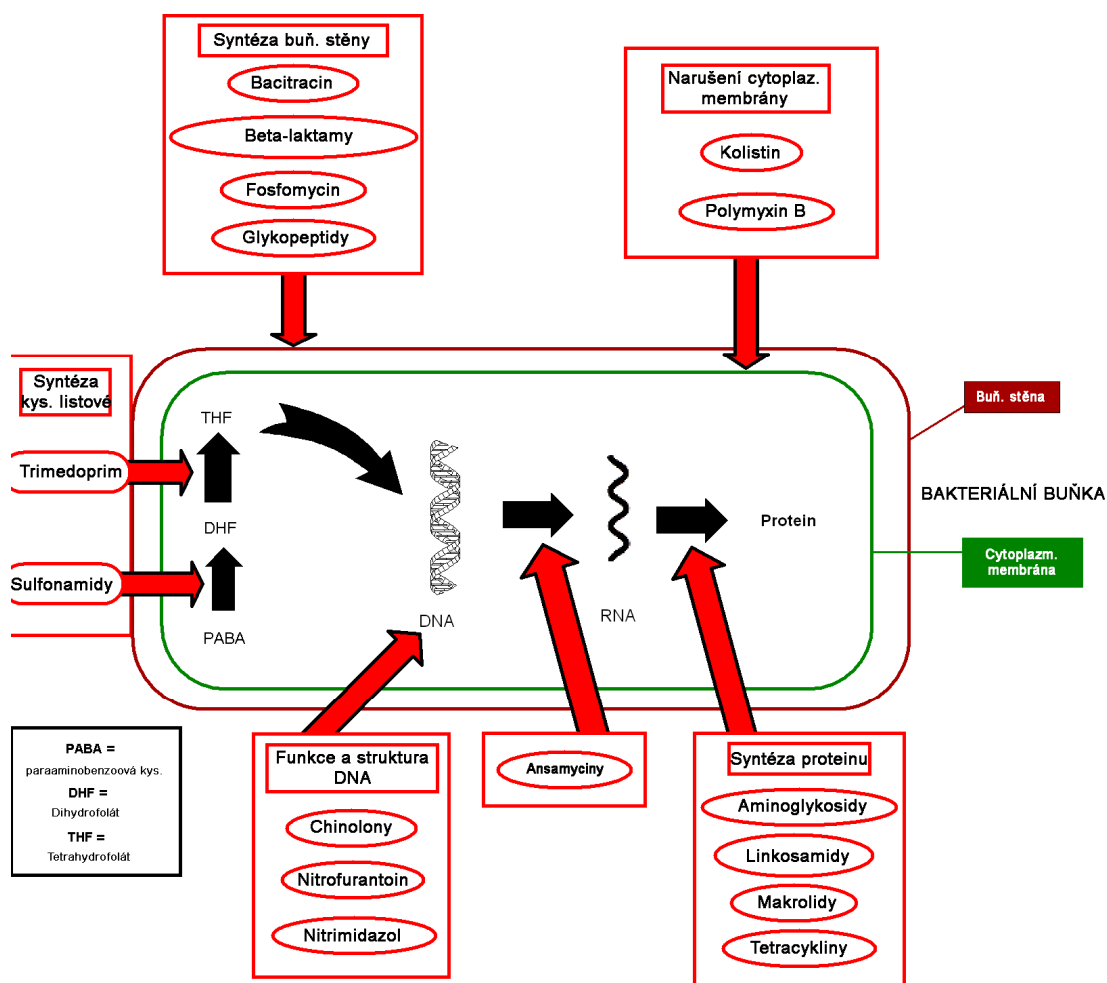 Syntéza buň. stěny
Bacitracin
Beta-laktamy
Fosfomycin
Glykopeptidy
Narušení cytoplaz.
membrány
Kolistin
Polymyxin B
Syntéza
kys. listové
Trimedoprim
Sulfonamidy
THF
DHF
PABA
DNA
RNA
Protein
Buň. stěna
BAKTERIÁLNÍ BUŇKA
Cytoplazm.
membrána
PABA =
paraaminobenzoová kys.
DHF =
Dihydrofolát
THF =
Tetrahydrofolát
Funkce a struktura
DNA
Chinolony
Nitrofurantoin
Nitrimidazol
Ansamyciny
Syntéza proteinu
Aminoglykosidy
Linkosamidy
Makrolidy
Tetracykliny